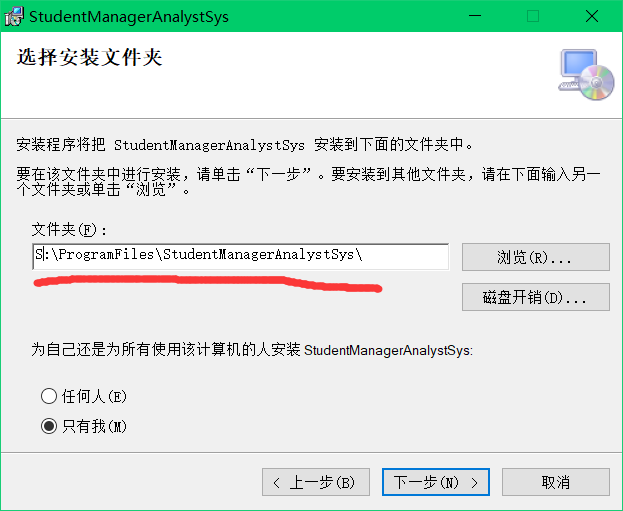 StudentManagerAnalystSys
选择安装文件夹
安装程序将把 StudentManagerAnalystSys 安装到下面的文件夹中。
要在该文件夹中进行安装，请单击“下一步”。要安装到其他文件夹，请在下面输入另一
个文件夹或单击“浏览”。
文件夹(F)：
S:\ProgramFiles\StudentManagerAnalystSys\
浏览(R)...
磁盘开销(D)...
为自己还是为所有使用该计算机的人安装 StudentManagerAnalystSys:
任何人(E)
只有我(M)
< 上一步(B)
下一步(N) >
取消